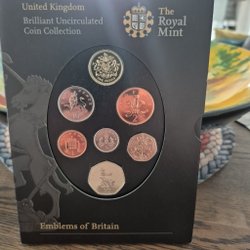 United Kingdom
Brilliant Uncirculated
Coin Collection
The
Royal
Mint
Emblems of Britain